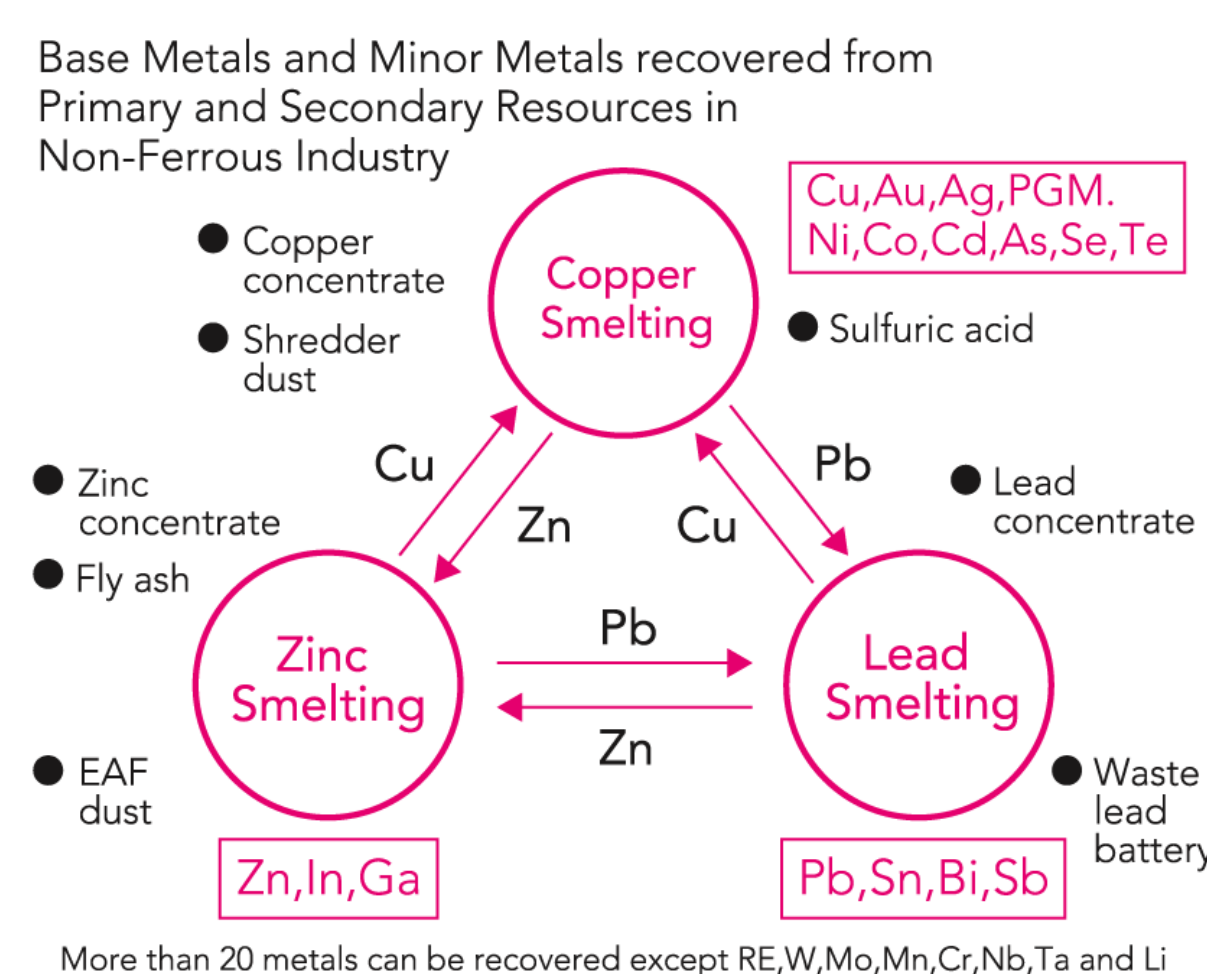 Base Metals and Minor Metals recovered from
Primary and Secondary Resources in
Non-Ferrous Industry
Cu,Au,Ag,PGM.
Ni,Co,Cd,As,Se,Te
Copper
concentrate
Shredder
dust
Copper
Smelting
Sulfuric acid
Cu
Zn
Cu
Pb
Zinc
concentrate
Fly ash
Lead
concentrate
Zinc
Smelting
Pb
Zn
Lead
Smelting
EAF
dust
Waste
lead
battery
Zn,In,Ga
Pb,Sn,Bi,Sb
More than 20 metals can be recovered except RE,W,Mo,Mn,Cr,Nb,Ta and Li